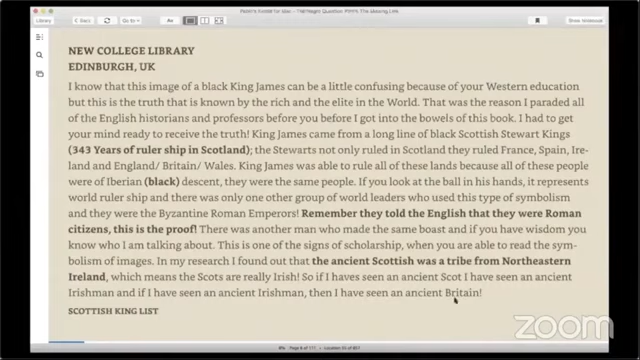 Library
Back
Go to
Aa
Show Notebook
NEW COLLEGE LIBRARY
EDINBURGH, UK
I know that this image of a black King James can be a little confusing because of your Western education
but this is the truth that is known by the rich and the elite in the World. That was the reason I paraded all
of the English historians and professors before you before I got into the bowels of this book. I had to get
your mind ready to receive the truth! King James came from a long line of black Scottish Stewart Kings
(343 Years of ruler ship in Scotland); the Stewarts not only ruled in Scotland they ruled France, Spain, Ire-
land and England/ Britain/ Wales. King James was able to rule all of these lands because all of these people
were of Iberian (black) descent, they were the same people. If you look at the ball in his hands, it represents
world ruler ship and there was only one other group of world leaders who used this type of symbolism
and they were the Byzantine Roman Emperors! Remember they told the English that they were Roman
citizens, this is the proof! There was another man who made the same boast and if you have wisdom you
know who I am talking about. This is one of the signs of scholarship, when you are able to read the sym-
bolism of images. In my research I found out that the ancient Scottish was a tribe from Northeastern
Ireland, which means the Scots are really Irish! So if I haves seen an ancient Scot I have seen an ancient
Irishman and if I have seen an ancient Irishman, then I have seen an ancient Britain!
SCOTTISH KING LIST
zoom